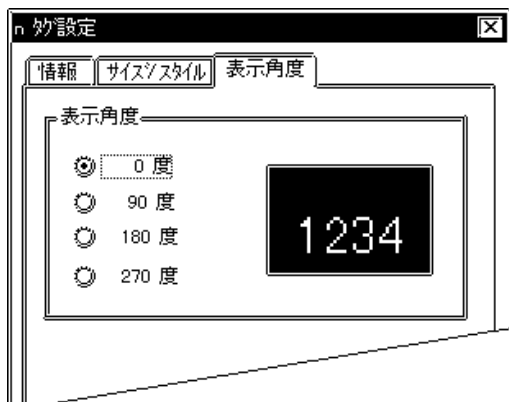 n ﾀｸﾞ設定
情報 ｻｲｽﾞ/ｽﾀｲﾙ 表示角度
表示角度
0 度
90 度
180 度
270 度
1234